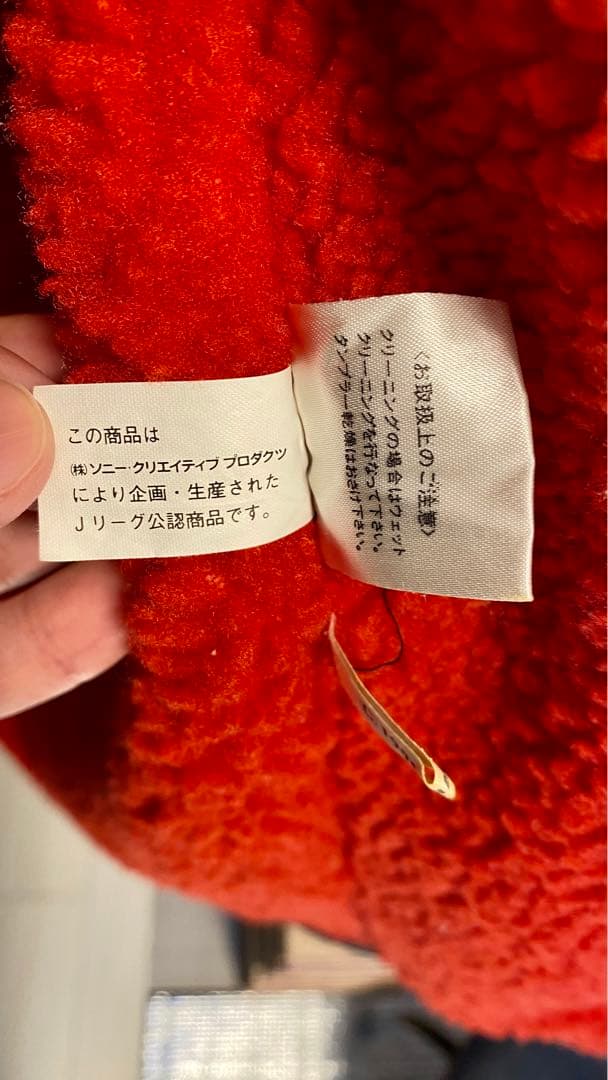 この商品は
(株)ソニー・クリエイティブ プロダクツ
により企画・生産された
Jリーグ公認商品です。
〈お取扱上のご注意〉
クリーニングの場合はウェット
クリーニングを行なって下さい。
タンブラー乾燥はおさけ下さい。